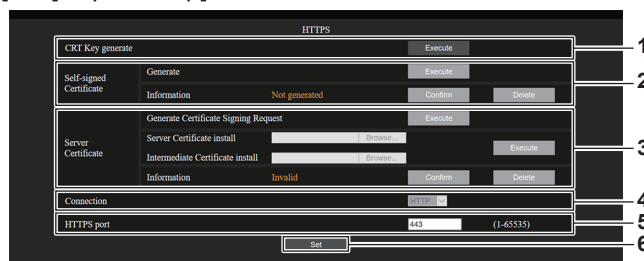 HTTPS
CRT Key generate Execute 1
Self-signed Certificate
Generate Execute 2
Information Not generated Confirm Delete
Server Certificate
Generate Certificate Signing Request Execute
Server Certificate install Browse...
Execute 3
Intermediate Certificate install Browse...
Information Invalid Confirm Delete
Connection HTTP 4
HTTPS port 443 (1-65535) 5
Set 6